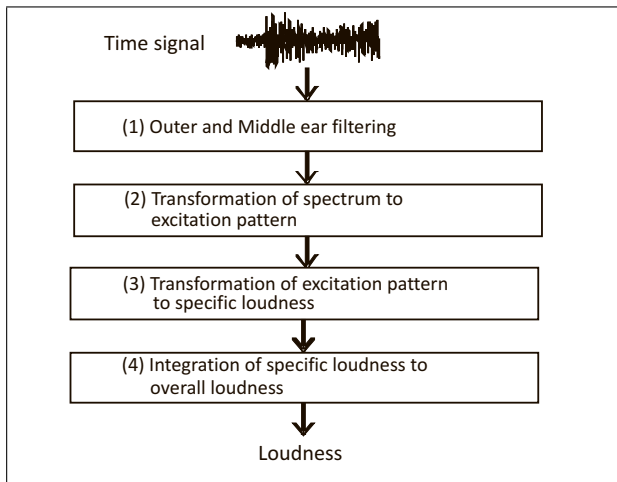 Time signal
(1) Outer and Middle ear filtering
(2) Transformation of spectrum to
excitation pattern
(3) Transformation of excitation pattern
to specific loudness
(4) Integration of specific loudness to
overall loudness
Loudness